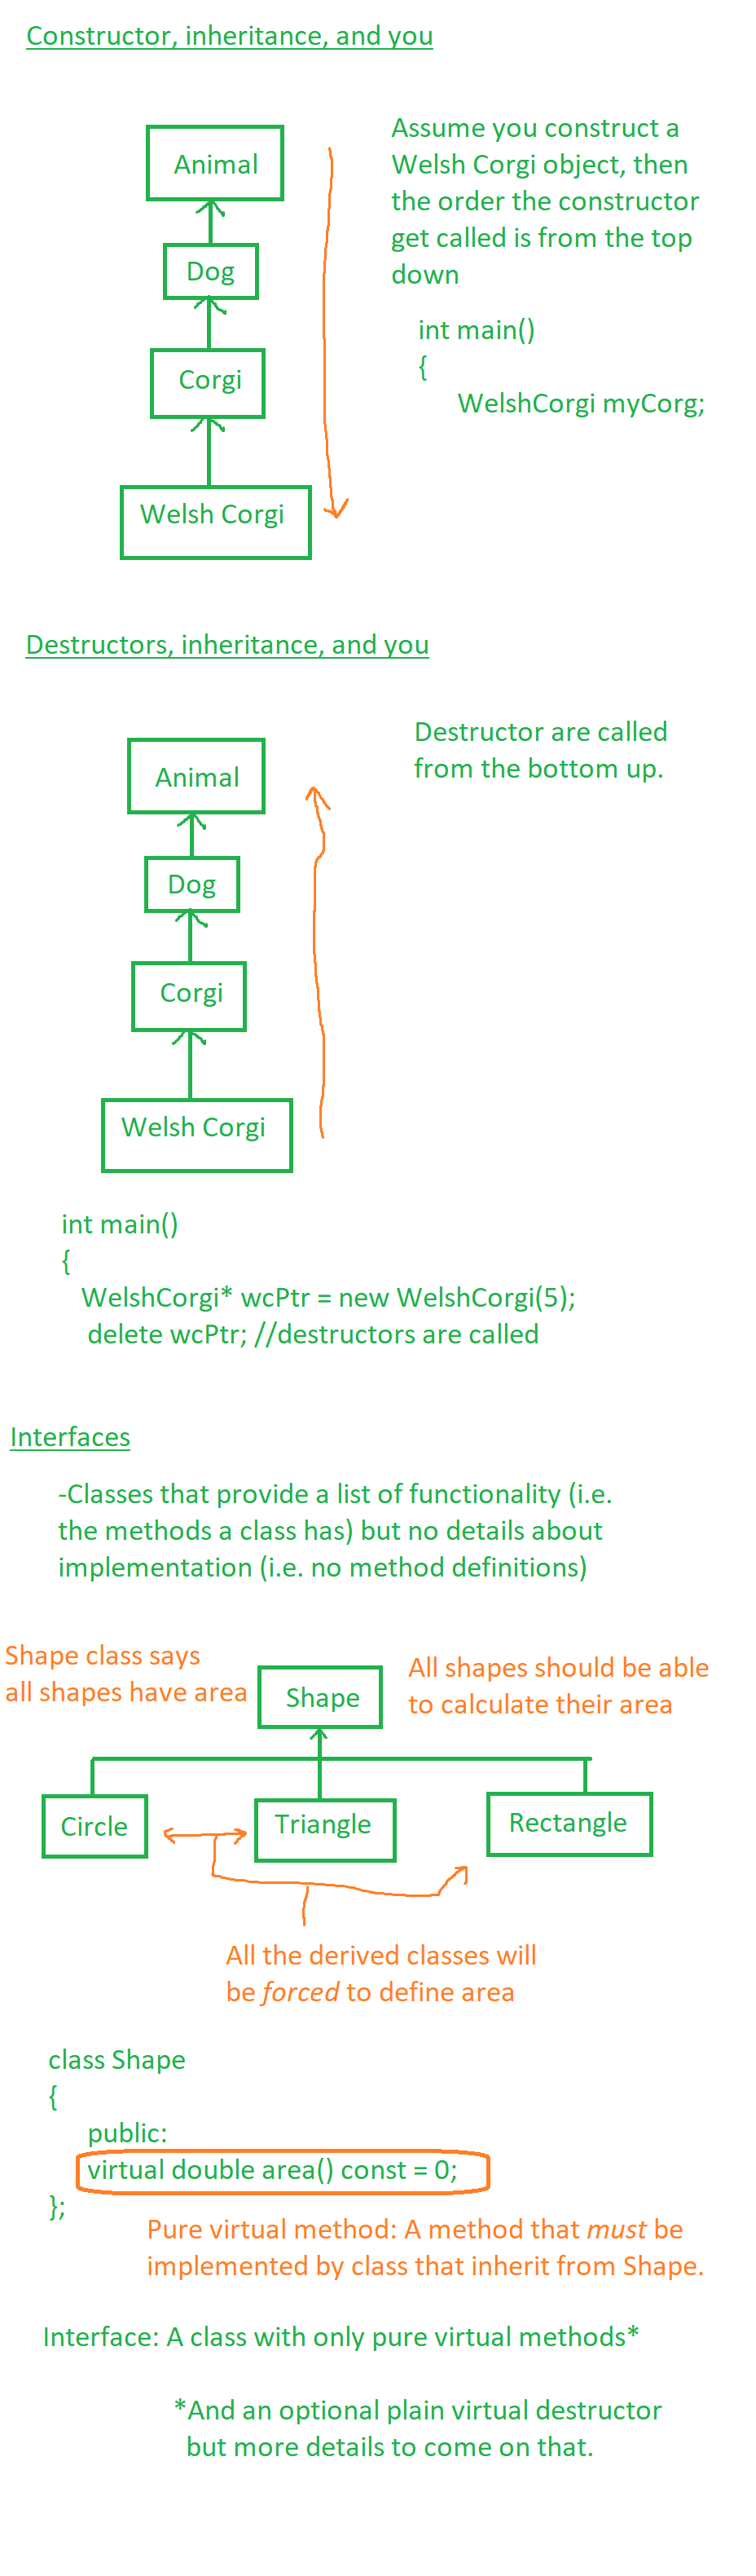 Constructor, inheritance, and you
Animal
Dog
Corgi
Welsh Corgi
Assume you construct a
Welsh Corgi object, then
the order the constructor
get called is from the top
down
int main()
{
WelshCorgi myCorg;
Destructors, inheritance, and you
Animal
Dog
Corgi
Welsh Corgi
Destructor are called
from the bottom up.
int main()
{
WelshCorgi* wcPtr = new WelshCorgi(5);
delete wcPtr; //destructors are called
Interfaces
-Classes that provide a list of functionality (i.e.
the methods a class has) but no details about
implementation (i.e. no method definitions)
Shape class says
all shapes have area
Shape
All shapes should be able
to calculate their area
Circle
Triangle
Rectangle
All the derived classes will
be forced to define area
class Shape
{
public:
virtual double area() const = 0;
};
Pure virtual method: A method that must be
implemented by class that inherit from Shape.
Interface: A class with only pure virtual methods*
*And an optional plain virtual destructor
but more details to come on that.